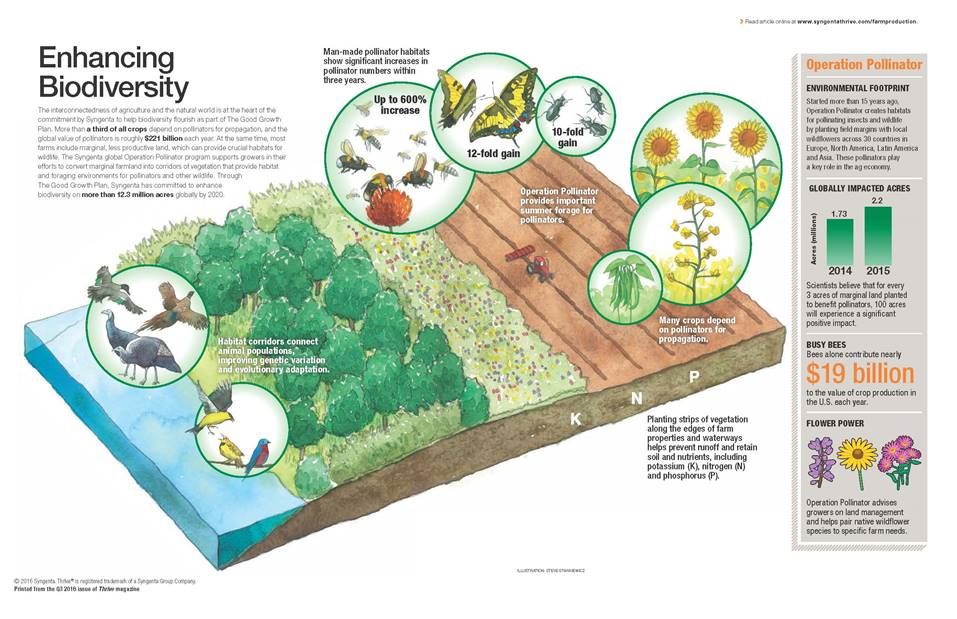 Read article online at www.syngentathrive.com/farmproduction.
Enhancing
Biodiversity
The interconnectedness of agriculture and the natural world is at the heart of the
commitment by Syngenta to help biodiversity flourish as part of The Good Growth
Plan. More than a third of all crops depend on pollinators for propagation, and the
global value of pollinators is roughly $221 billion each year. At the same time, most
farms include marginal, less productive land, which can provide crucial habitats for
wildlife. The Syngenta global Operation Pollinator program supports growers in their
efforts to convert marginal farmland into corridors of vegetation that provide habitat
and foraging environments for pollinators and other wildlife. Through
The Good Growth Plan, Syngenta has committed to enhance
biodiversity on more than 12.3 million acres globally by 2020.
Man-made pollinator habitats
show significant increases in
pollinator numbers within
three years.
Up to 600%
increase
12-fold gain
10-fold
gain
Operation Pollinator
provides important
summer forage for
pollinators.
Many crops depend
on pollinators for
propagation.
Habitat corridors connect
animal populations,
improving genetic variation
and evolutionary adaptation.
P
N
K
Planting strips of vegetation
along the edges of farm
properties and waterways
helps prevent runoff and retain
soil and nutrients, including
potassium (K), nitrogen (N)
and phosphorus (P).
Operation Pollinator
ENVIRONMENTAL FOOTPRINT
Started more than 15 years ago,
Operation Pollinator creates habitats
for pollinating insects and wildlife
by planting field margins with local
wildflowers across 30 countries in
Europe, North America, Latin America
and Asia. These pollinators play
a key role in the ag economy.
GLOBALLY IMPACTED ACRES
Acres (millions)
1.73
2.2
2014
2015
Scientists believe that for every
3 acres of marginal land planted
to benefit pollinators, 100 acres
will experience a significant
positive impact.
BUSY BEES
Bees alone contribute nearly
$19 billion
to the value of crop production in
the U.S. each year.
FLOWER POWER
Operation Pollinator advises
growers on land management
and helps pair native wildflower
species to specific farm needs.
ILLUSTRATION: STEVE STANKIEWICZ
© 2016 Syngenta. Thrive® is registered trademark of a Syngenta Group Company.
Printed from the Q3 2016 issue of Thrive magazine